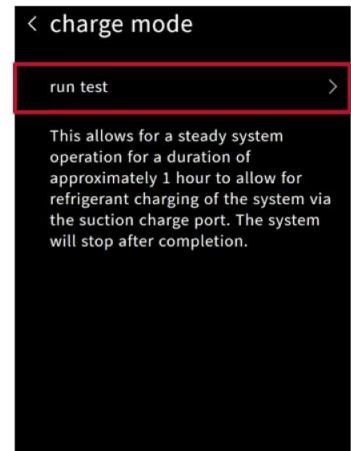 < charge mode
run test >
This allows for a steady system
operation for a duration of
approximately 1 hour to allow for
refrigerant charging of the system via
the suction charge port. The system
will stop after completion.